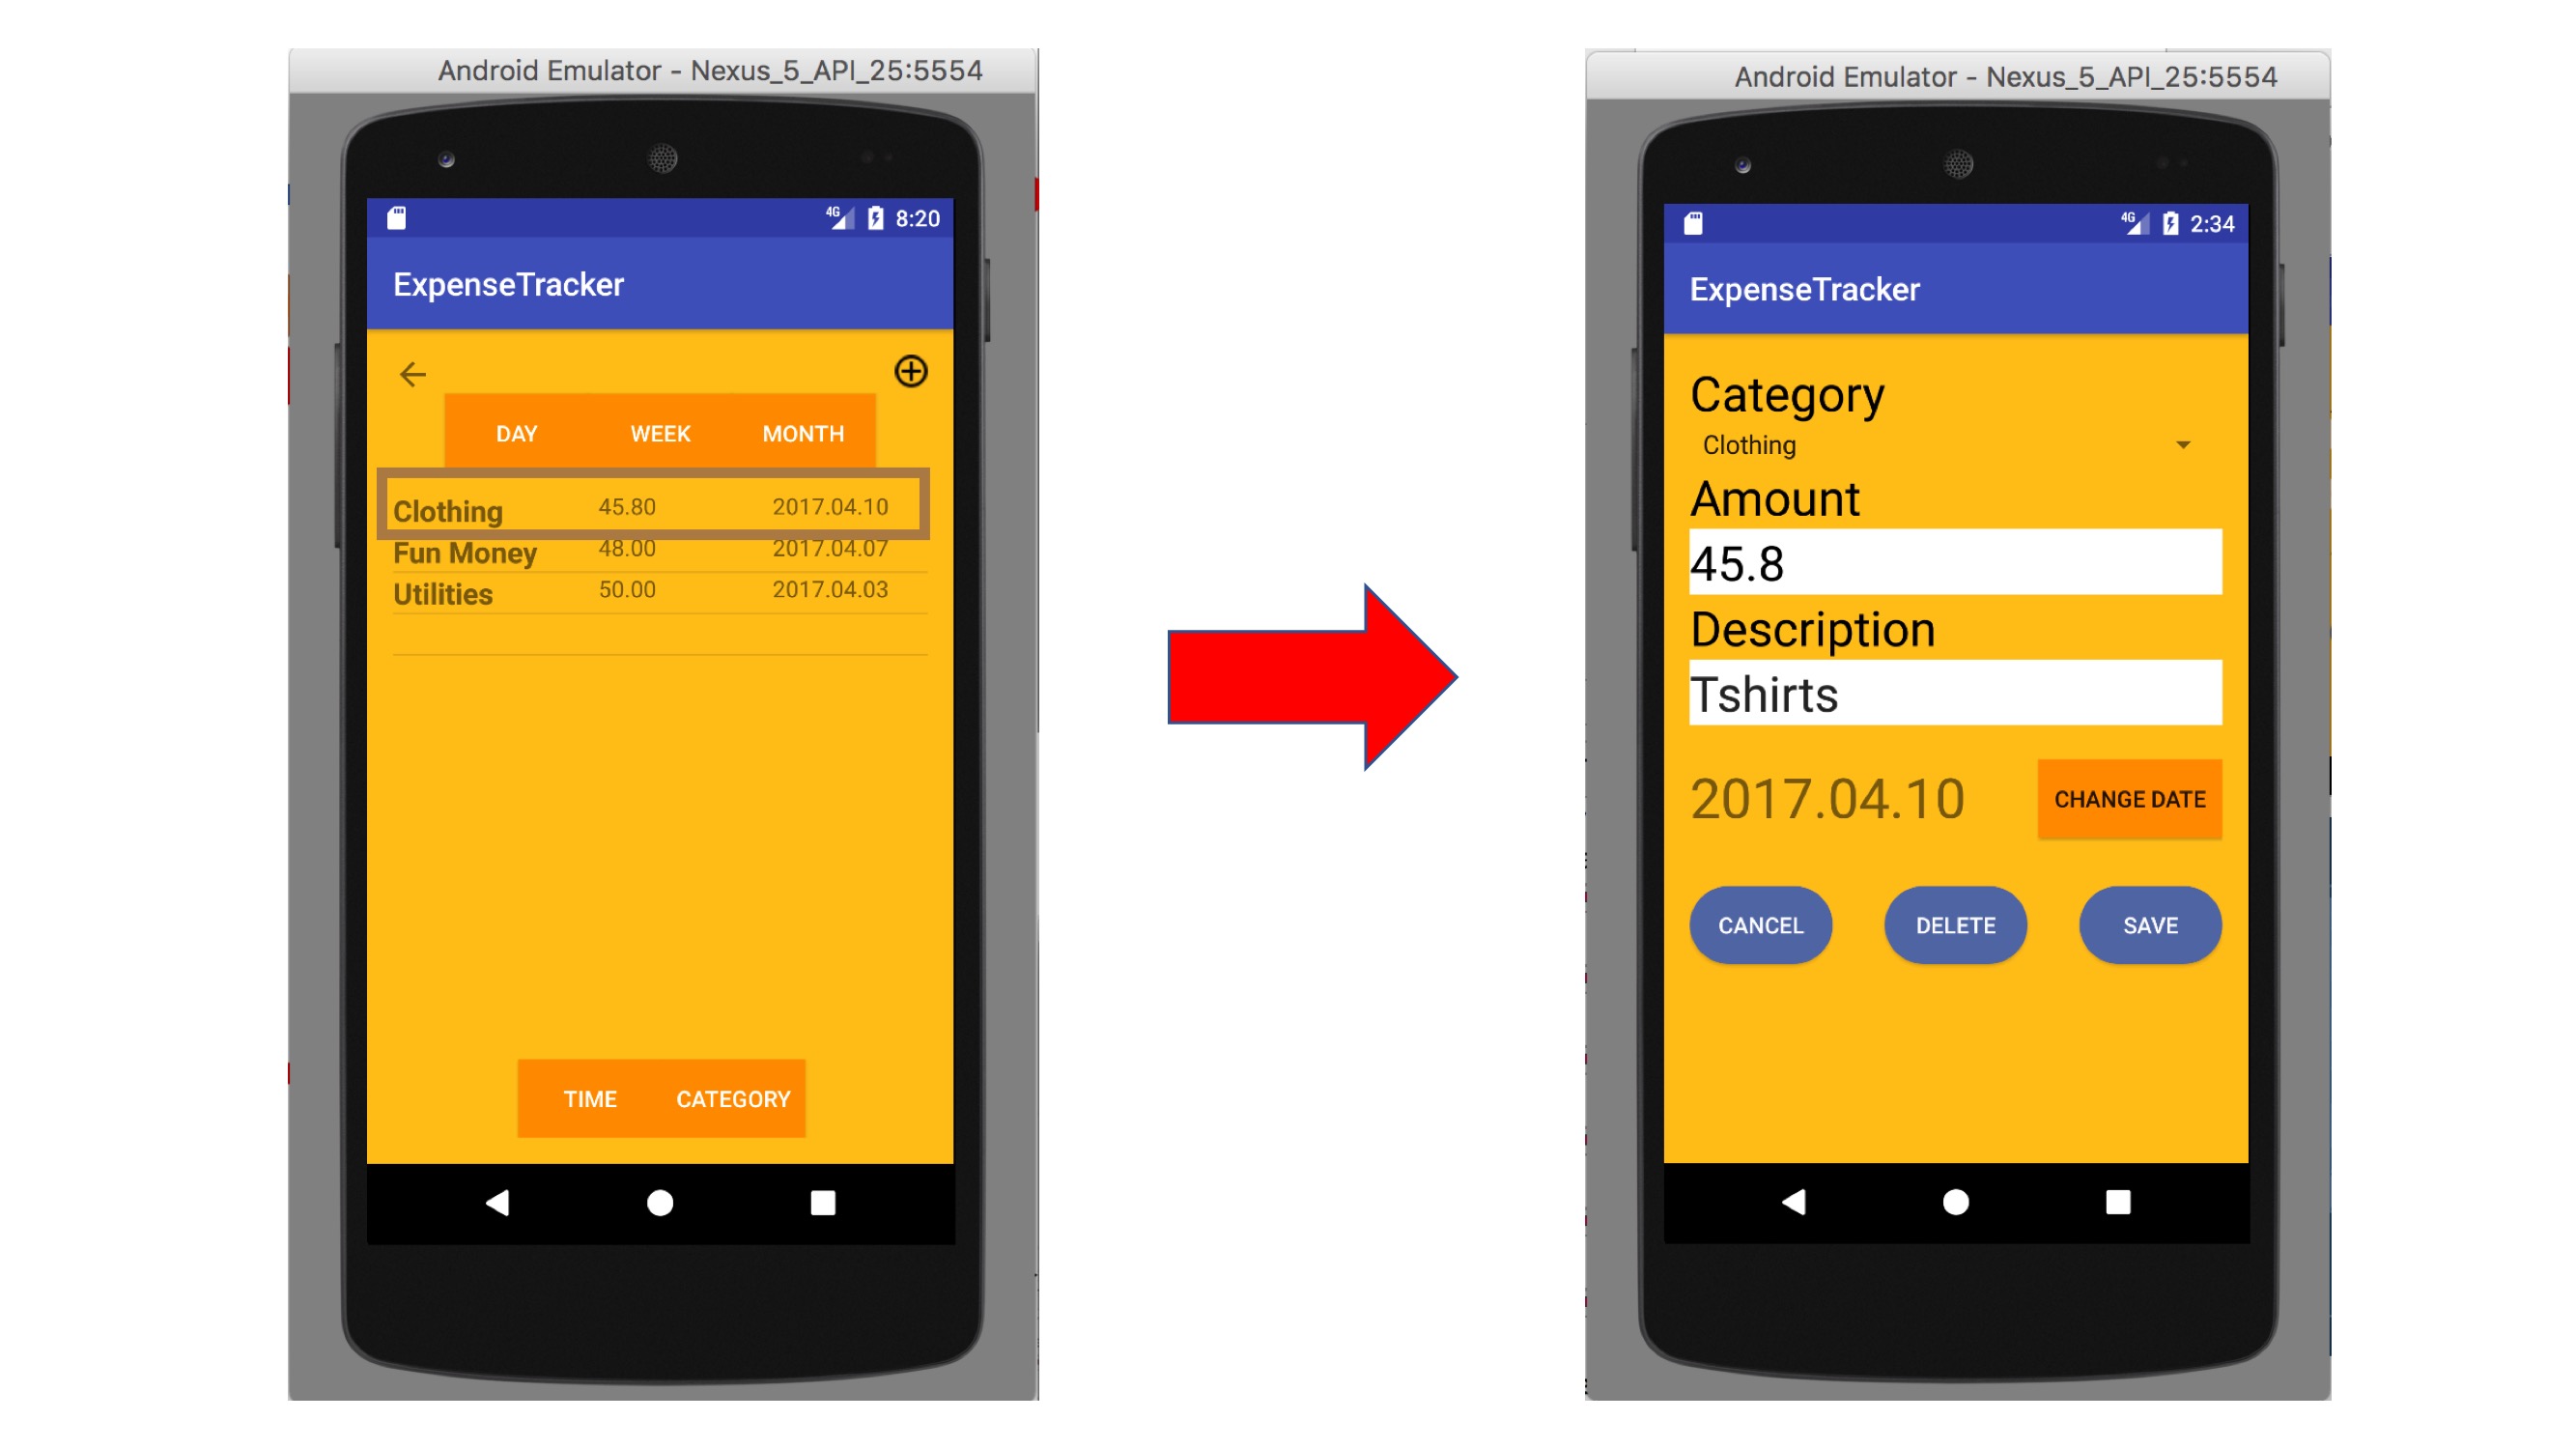 Android Emulator - Nexus_5_API_25:5554
4G 8:20
ExpenseTracker
DAY WEEK MONTH
Clothing 45.80 2017.04.10
Fun Money 48.00 2017.04.07
Utilities 50.00 2017.04.03
TIME CATEGORY
Android Emulator - Nexus_5_API_25:5554
4G 2:34
ExpenseTracker
Category
Clothing
Amount
45.8
Description
Tshirts
2017.04.10 CHANGE DATE
CANCEL DELETE SAVE